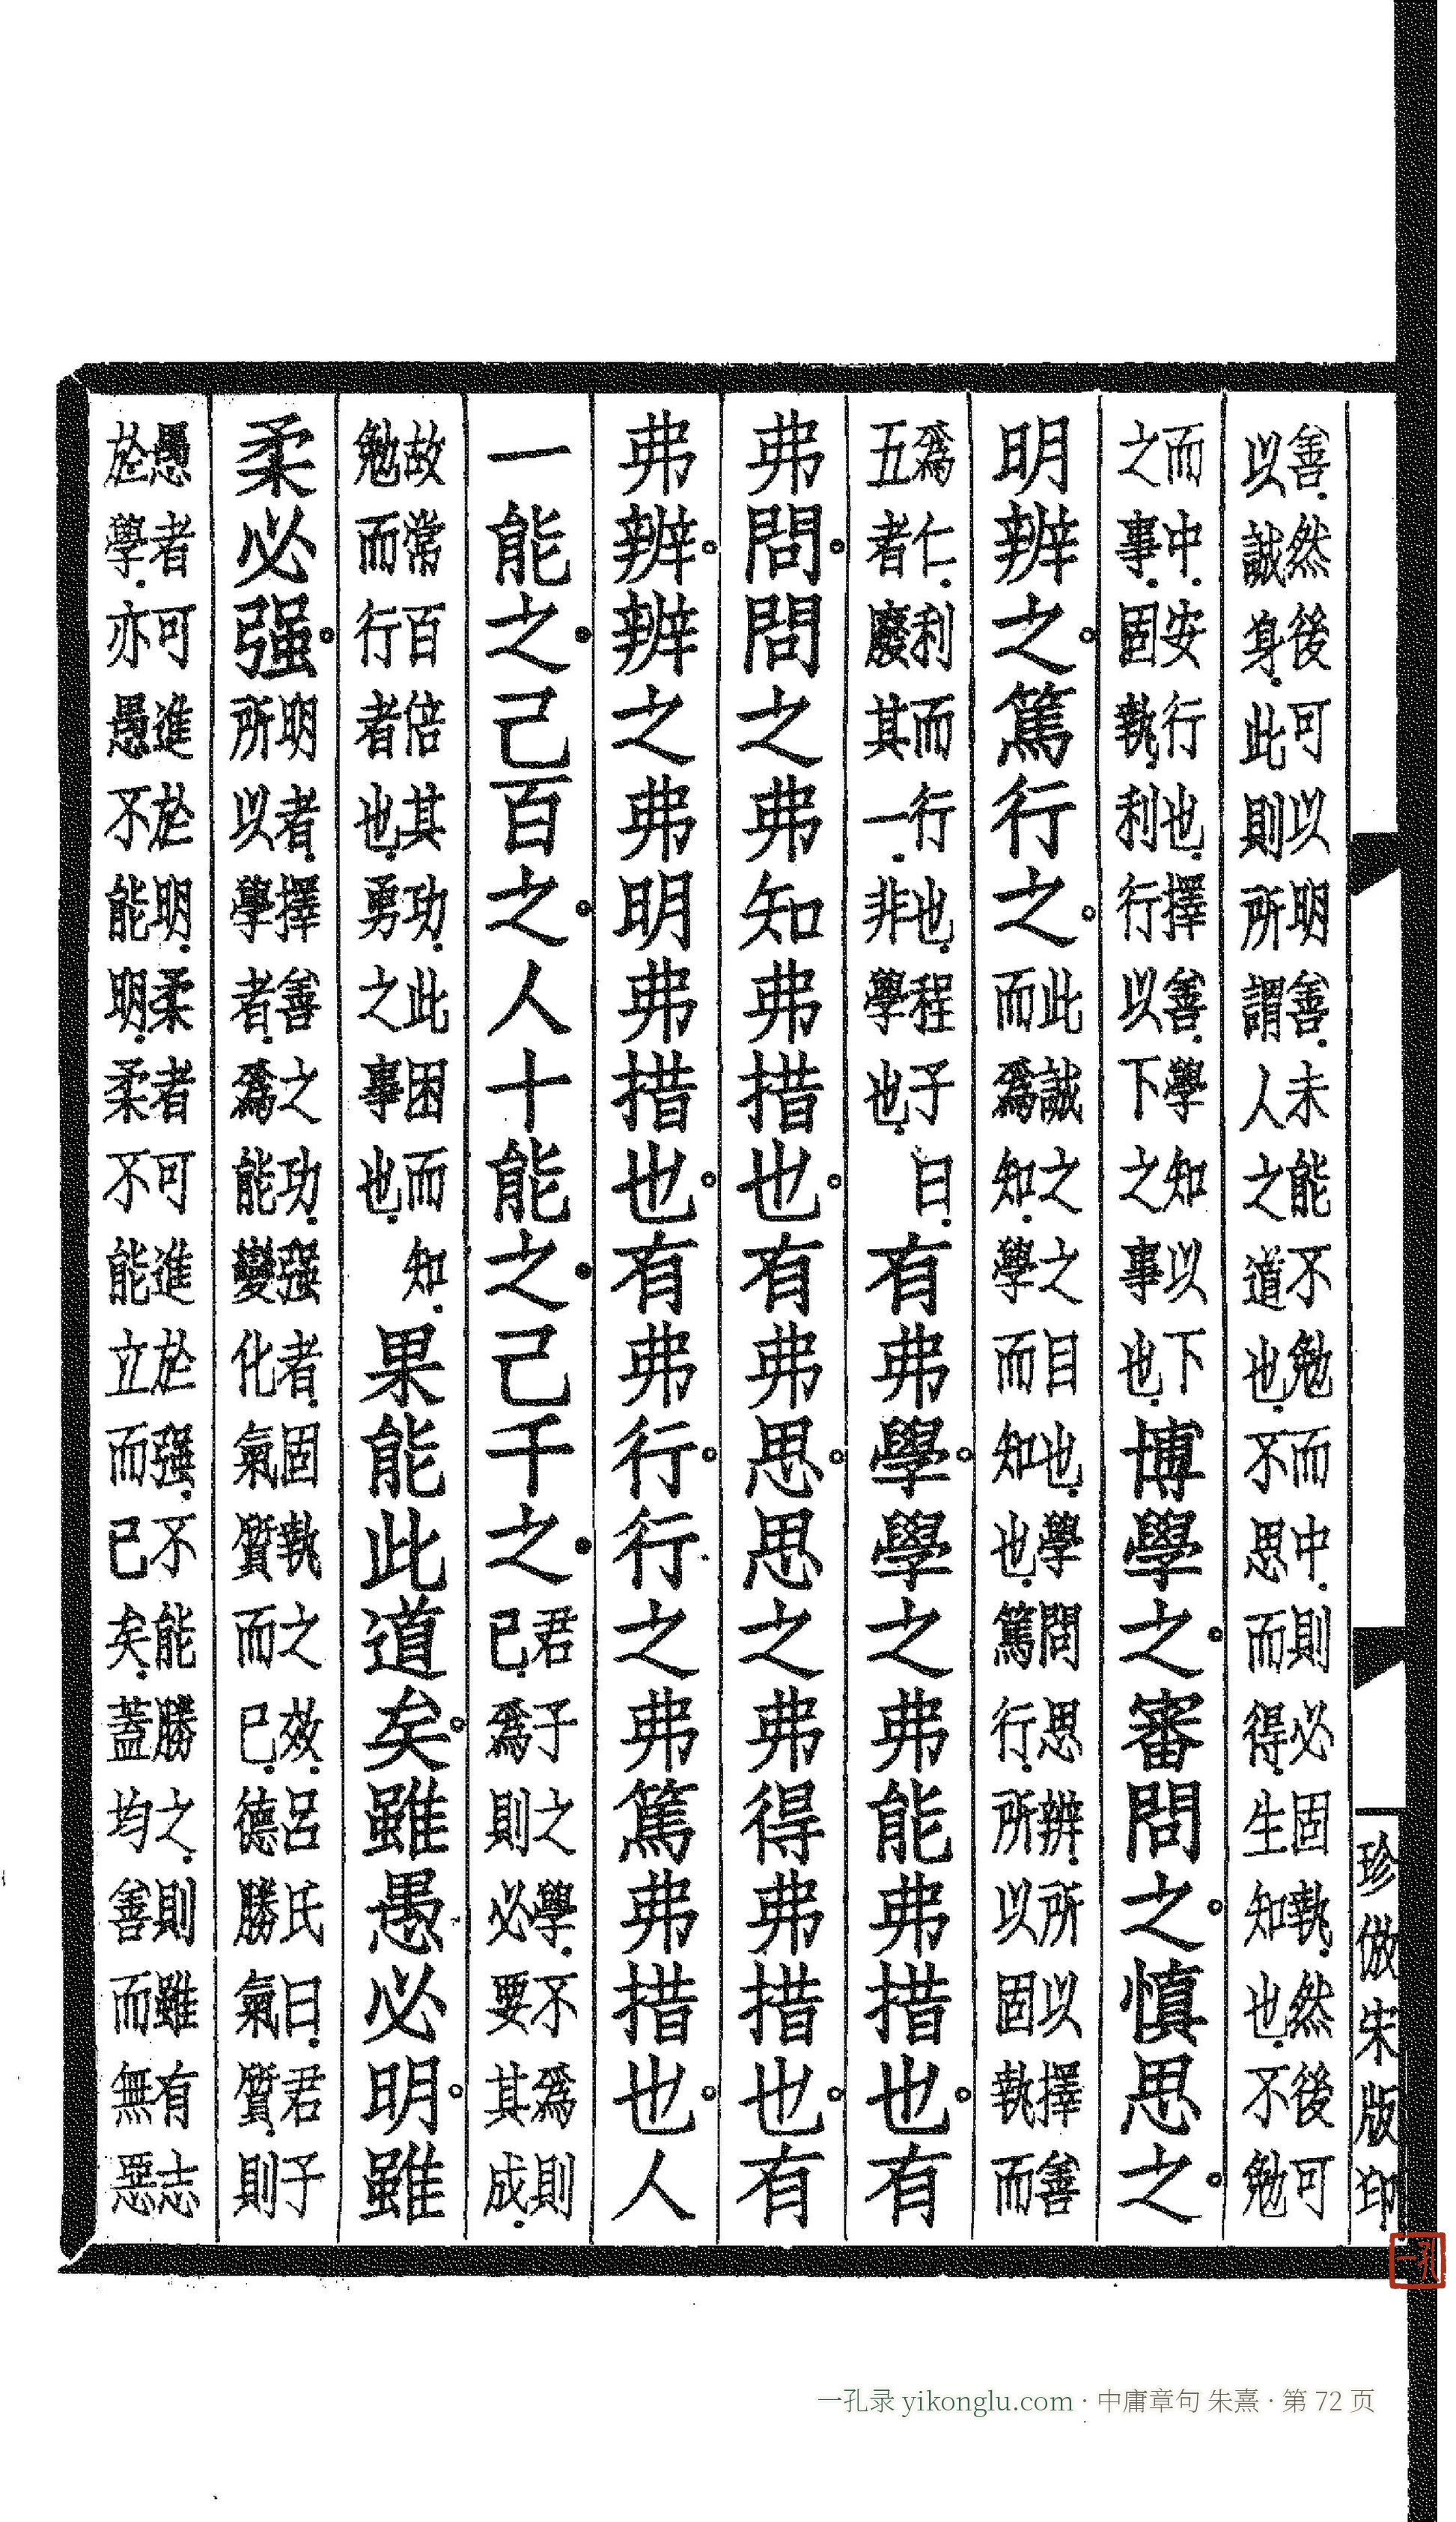 珍倣宋版印
善。然後可以明善。未能不勉而中。則必固執。然後可
以誠身。此則所謂人之道也。不思而得。生知也。不勉
而中。安行也。擇善。學知以下
之事。固執。利行以下之事也。
博學之。審問之。慎思之。
明辨之。篤行之。
此誠之之目也。學問思辨。所以擇善
而爲知。學而知也。篤行。所以固執而
爲仁。利而行也。程子曰。
五者廢其一。非學也。
有弗學。學之弗能弗措也。有
弗問。問之弗知弗措也。有弗思。思之弗得弗措也。有
弗辨。辨之弗明弗措也。有弗行。行之弗篤弗措也。人
一能之。己百之。人十能之。己千之。
君子之學。不爲則
已。爲則必要其成。
故常百倍其功。此困而知。
勉而行者也。勇之事也。
果能此道矣。雖愚必明。雖
柔必强。
明者。擇善之功。强者。固執之效。呂氏曰。君子
所以學者。爲能變化氣質而已。德勝氣質。則
愚者可進於明。柔者可進於强。不能勝之。則雖有志
於學。亦愚不能明。柔不能立而已矣。蓋均善而無惡
一孔
一孔录 yikonglu.com · 中庸章句 朱熹 · 第 72 页